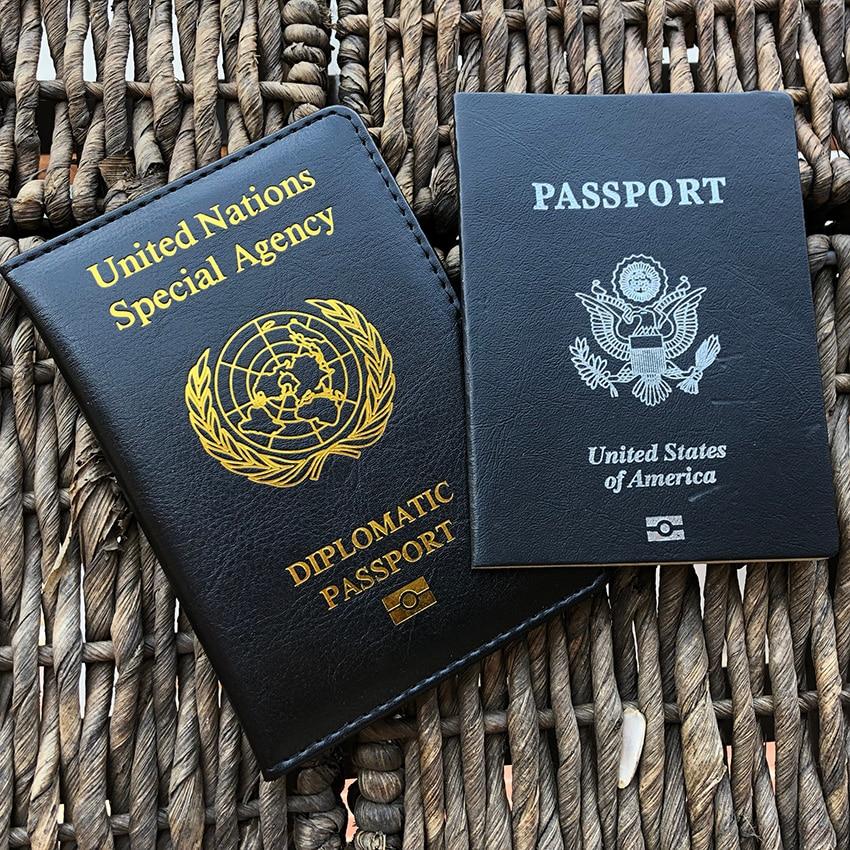 United Nations
Special Agency
DIPLOMATIC
PASSPORT
PASSPORT
United States
of America